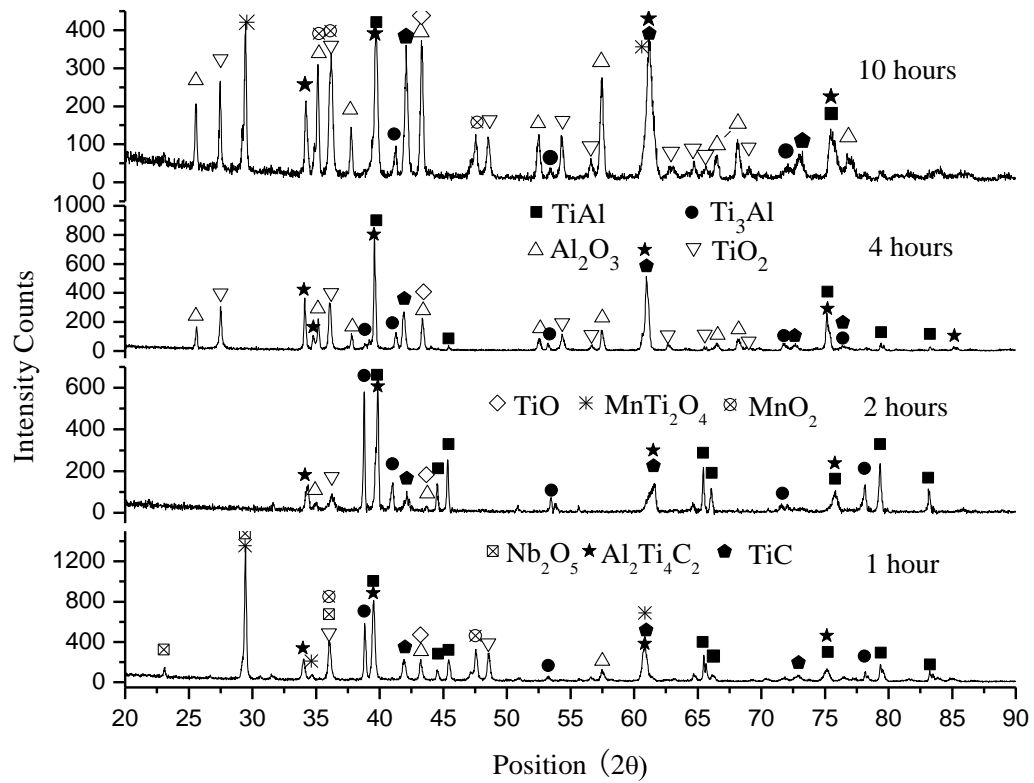 400
300
200
100
0
10 hours
1000
800
600
400
200
0
TiAl Ti₃Al
Al₂O₃ TiO₂
4 hours
600
400
200
0
TiO MnTi₂O₄ MnO₂ 2 hours
1200
800
400
0
Nb₂O₅ Al₂Ti₄C₂ TiC 1 hour
20 25 30 35 40 45 50 55 60 65 70 75 80 85 90
Intensity Counts
Position (2θ)